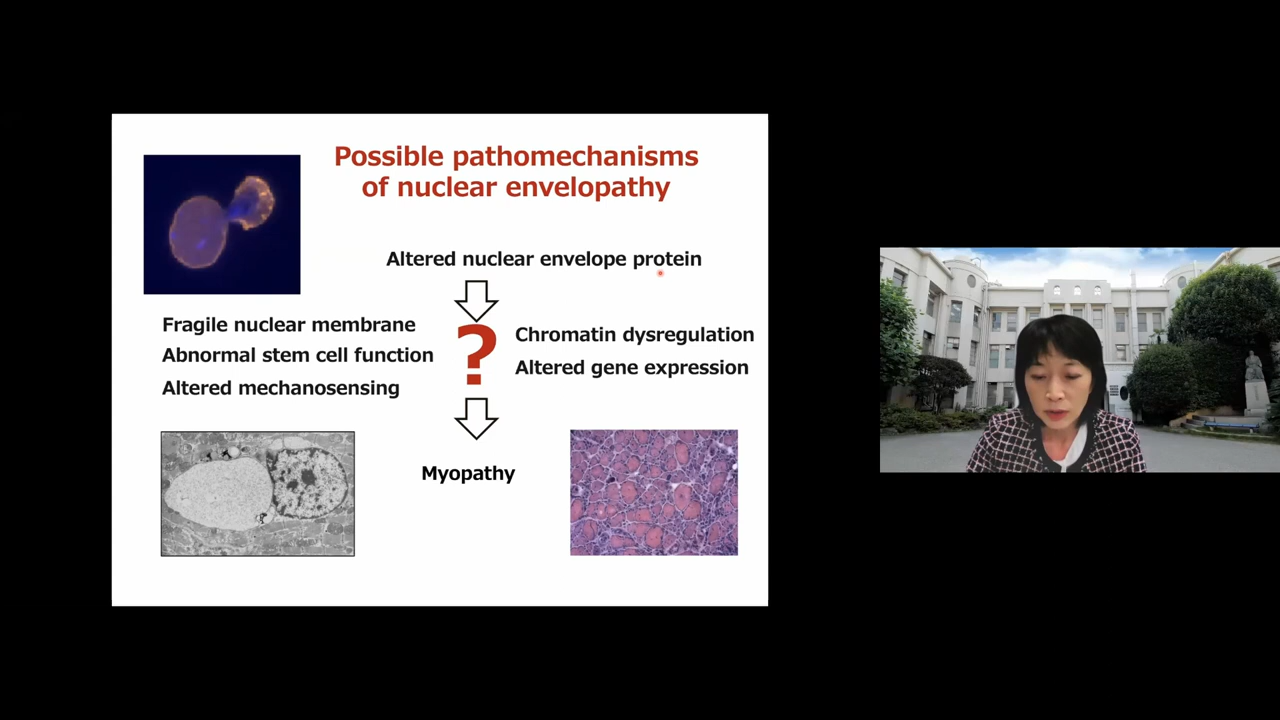 Possible pathomechanisms
of nuclear envelopathy
Altered nuclear envelope protein
Fragile nuclear membrane
Abnormal stem cell function
Altered mechanosensing
?
Chromatin dysregulation
Altered gene expression
Myopathy